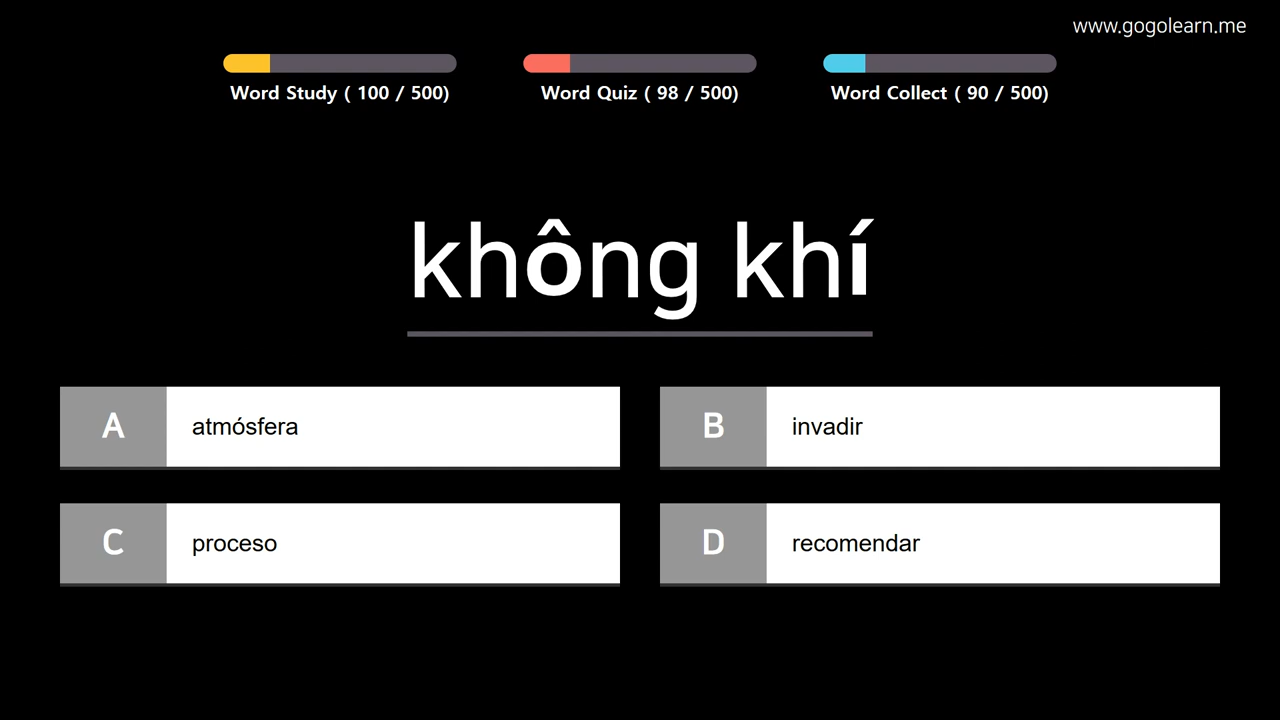 www.gogolearn.me
Word Study ( 100 / 500)
Word Quiz ( 98 / 500)
Word Collect ( 90 / 500)
không khí
A
atmósfera
B
invadir
C
proceso
D
recomendar